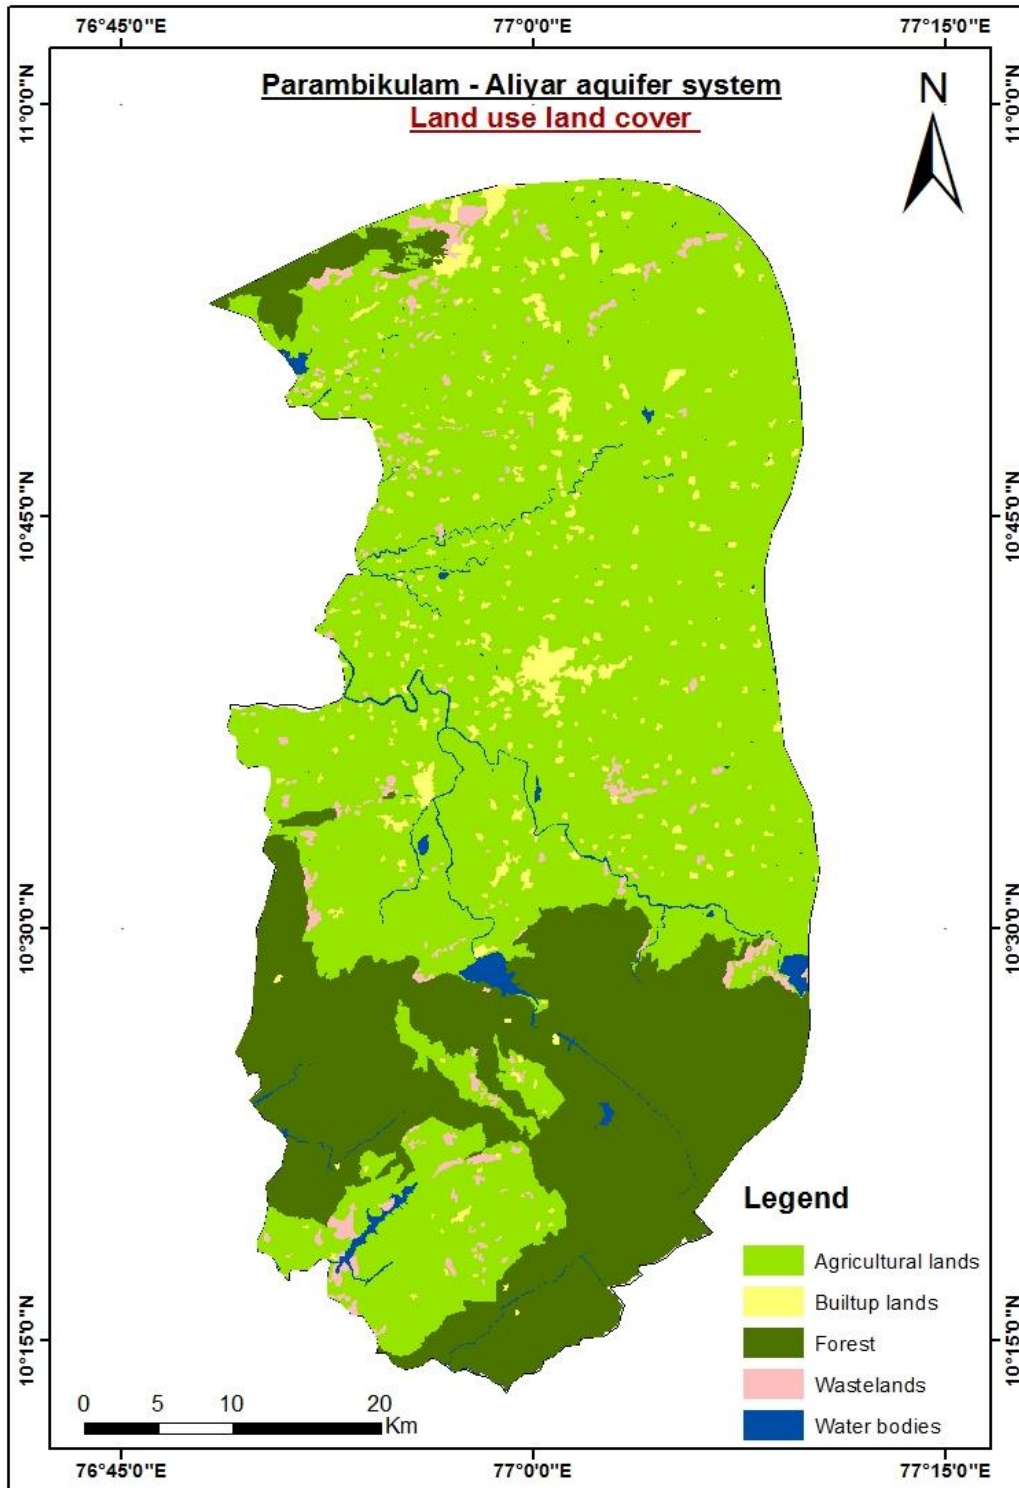 76°45'0"E 77°0'0"E 77°15'0"E
Parambikulam - Aliyar aquifer system
Land use land cover
N
11°0'0"N 11°0'0"N
10°45'0"N 10°45'0"N
10°30'0"N 10°30'0"N
Legend
Agricultural lands
Builtup lands
Forest
Wastelands
Water bodies
10°15'0"N 10°15'0"N
0 5 10 20
Km
76°45'0"E 77°0'0"E 77°15'0"E